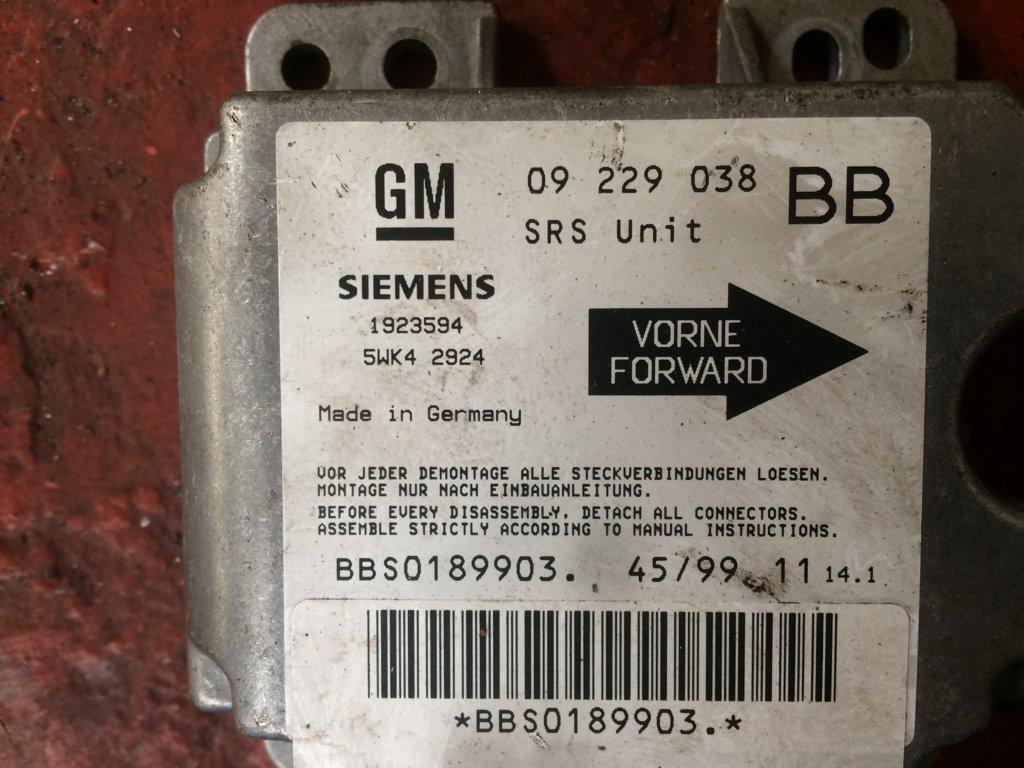 GM 09 229 038 BB
SRS Unit
SIEMENS
1923594
5WK4 2924
VORNE
FORWARD
Made in Germany
VOR JEDER DEMONTAGE ALLE STECKVERBINDUNGEN LOESEN.
MONTAGE NUR NACH EINBAUANLEITUNG.
BEFORE EVERY DISASSEMBLY, DETACH ALL CONNECTORS.
ASSEMBLE STRICTLY ACCORDING TO MANUAL INSTRUCTIONS.
BBS0189903. 45/99 11 14.1
*BBS0189903.*